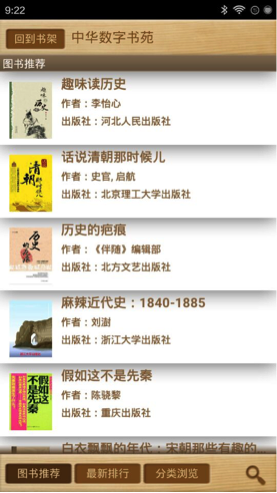 9:22
回到书架 中华数字书苑
图书推荐
趣味读历史
作者：李怡心
出版社：河北人民出版社
话说清朝那时候儿
作者：史官, 启航
出版社：北京理工大学出版社
历史的疤痕
作者：《伴随》编辑部
出版社：北方文艺出版社
麻辣近代史：1840-1885
作者：刘澍
出版社：浙江大学出版社
假如这不是先秦
作者：陈骁黎
出版社：重庆出版社
白衣飘飘的年代：宋朝那些有趣的
图书推荐 最新排行 分类浏览